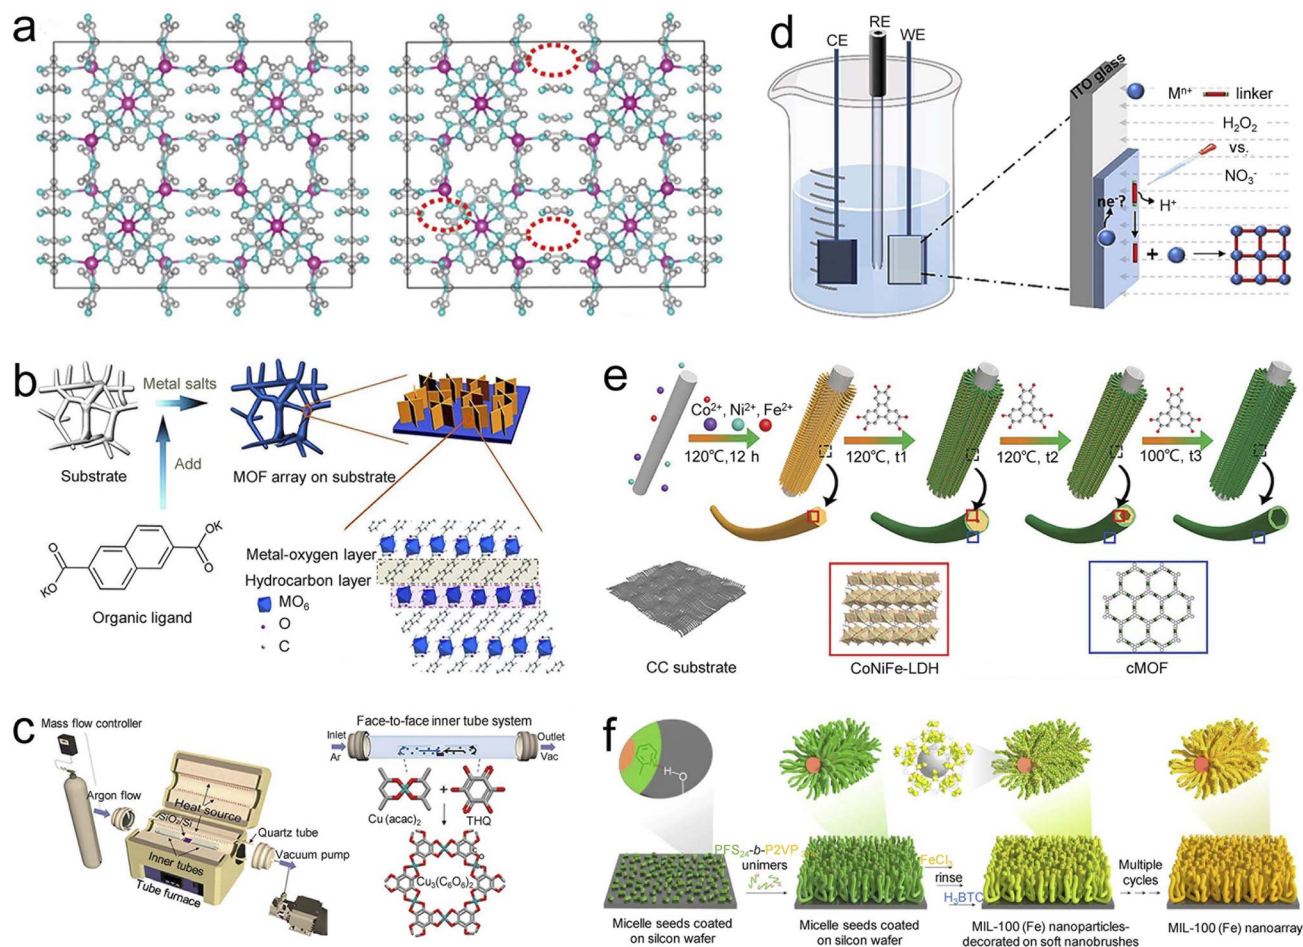 a
b
Metal salts
Add
Substrate
MOF array on substrate
OK
O
O
KO
Organic ligand
Metal-oxygen layer
Hydrocarbon layer
MO6
O
C
c
Mass flow controller
Argon flow
Heat source
SiO2/Si
Inner tubes
Tube furnace
Quartz tube
Vacuum pump
Face-to-face inner tube system
Inlet
Ar
Outlet
Vac
Cu (acac)2
+
THQ
Cu3(C6O6)2
d
CE
RE
WE
ITO glass
Mn+
linker
H2O2
vs.
NO3-
ne-?
H+
+
e
Co2+, Ni2+, Fe2+
120℃,12 h
120℃, t1
120℃, t2
100℃, t3
CC substrate
CoNiFe-LDH
cMOF
f
H-O
PFS24-b-P2VP
unimers
FeCl3
rinse
H3BTC
Multiple
cycles
Micelle seeds coated
on silcon wafer
Micelle seeds coated
on silcon wafer
MIL-100 (Fe) nanoparticles-
decorated on soft nanobrushes
MIL-100 (Fe) nanoarray